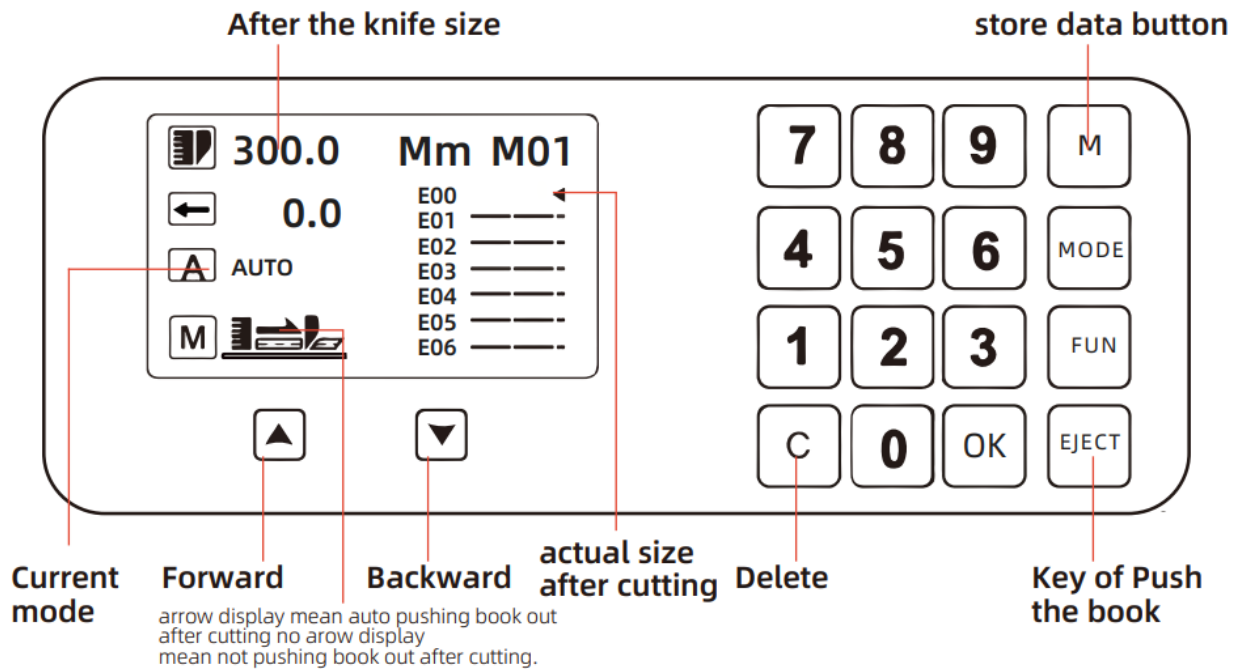 After the knife size
store data button
300.0 Mm M01
0.0
A AUTO
M
E00
E01
E02
E03
E04
E05
E06
7 8 9 M
4 5 6 MODE
1 2 3 FUN
C 0 OK EJECT
Current
mode
Forward
Backward
actual size
after cutting
Delete
Key of Push
the book
arrow display mean auto pushing book out
after cutting no arow display
mean not pushing book out after cutting.